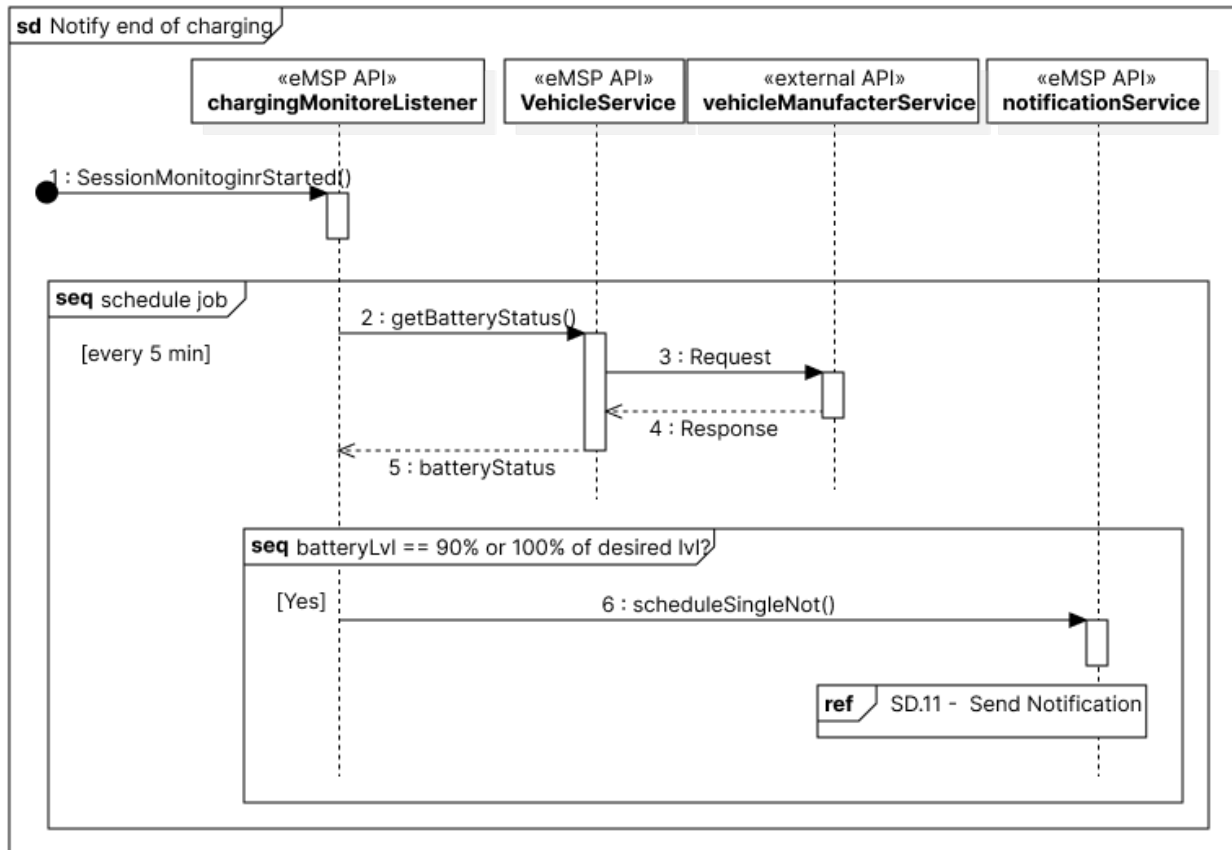 sd Notify end of charging
«eMSP API»
chargingMonitoreListener
«eMSP API»
VehicleService
«external API»
vehicleManufacterService
«eMSP API»
notificationService
1 : SessionMonitoginrStarted()
seq schedule job
[every 5 min]
2 : getBatteryStatus()
3 : Request
4 : Response
5 : batteryStatus
seq batteryLvl == 90% or 100% of desired lvl?
[Yes]
6 : scheduleSingleNot()
ref SD.11 - Send Notification